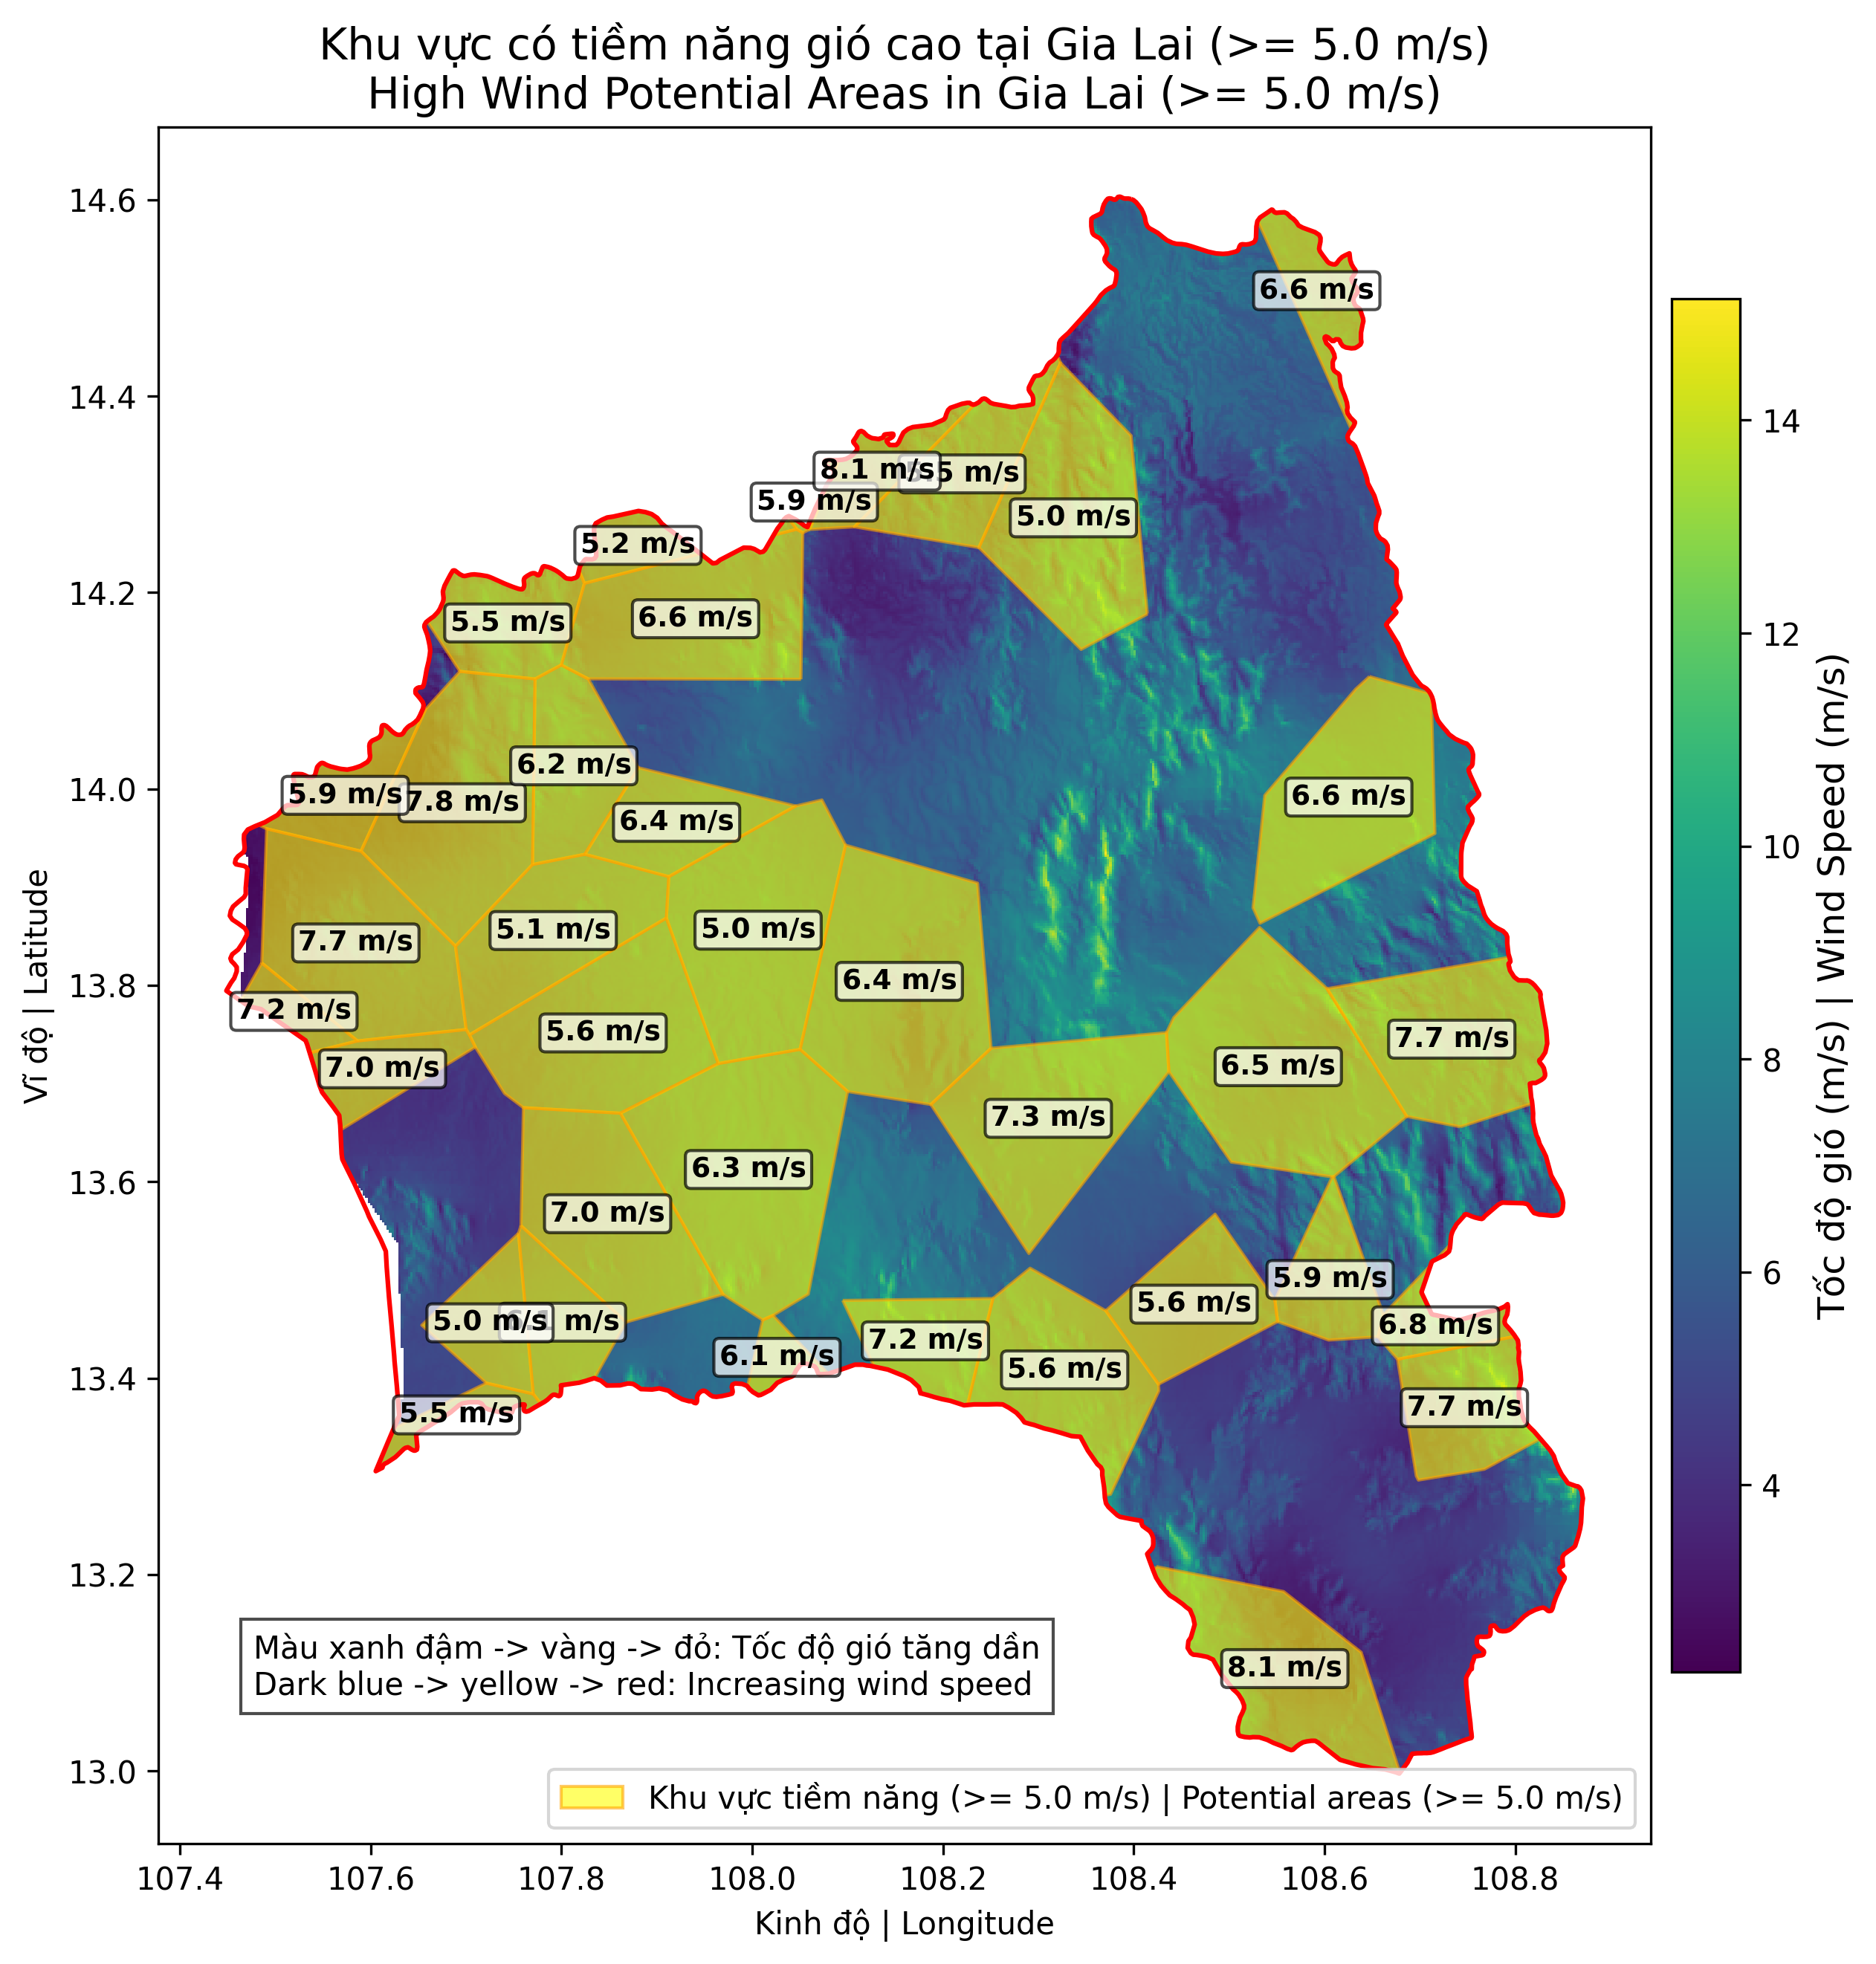 Khu vực có tiềm năng gió cao tại Gia Lai (>= 5.0 m/s)
High Wind Potential Areas in Gia Lai (>= 5.0 m/s)
14.6
14.4
14.2
14.0
13.8
13.6
13.4
13.2
13.0
Vĩ độ | Latitude
6.6 m/s
8.1 m/s
m/s
5.9 m/s
5.0 m/s
5.2 m/s
5.5 m/s
6.6 m/s
6.2 m/s
5.9 m/s
7.8 m/s
6.4 m/s
6.6 m/s
7.7 m/s
5.1 m/s
5.0 m/s
6.4 m/s
7.2 m/s
5.6 m/s
7.7 m/s
7.0 m/s
6.5 m/s
7.3 m/s
6.3 m/s
7.0 m/s
5.9 m/s
5.6 m/s
5.0 m/s
m/s
6.8 m/s
7.2 m/s
6.1 m/s
5.6 m/s
5.5 m/s
7.7 m/s
8.1 m/s
Màu xanh đậm -> vàng -> đỏ: Tốc độ gió tăng dần
Dark blue -> yellow -> red: Increasing wind speed
Khu vực tiềm năng (>= 5.0 m/s) | Potential areas (>= 5.0 m/s)
107.4
107.6
107.8
108.0
108.2
108.4
108.6
108.8
Kinh độ | Longitude
14
12
10
8
6
4
Tốc độ gió (m/s) | Wind Speed (m/s)